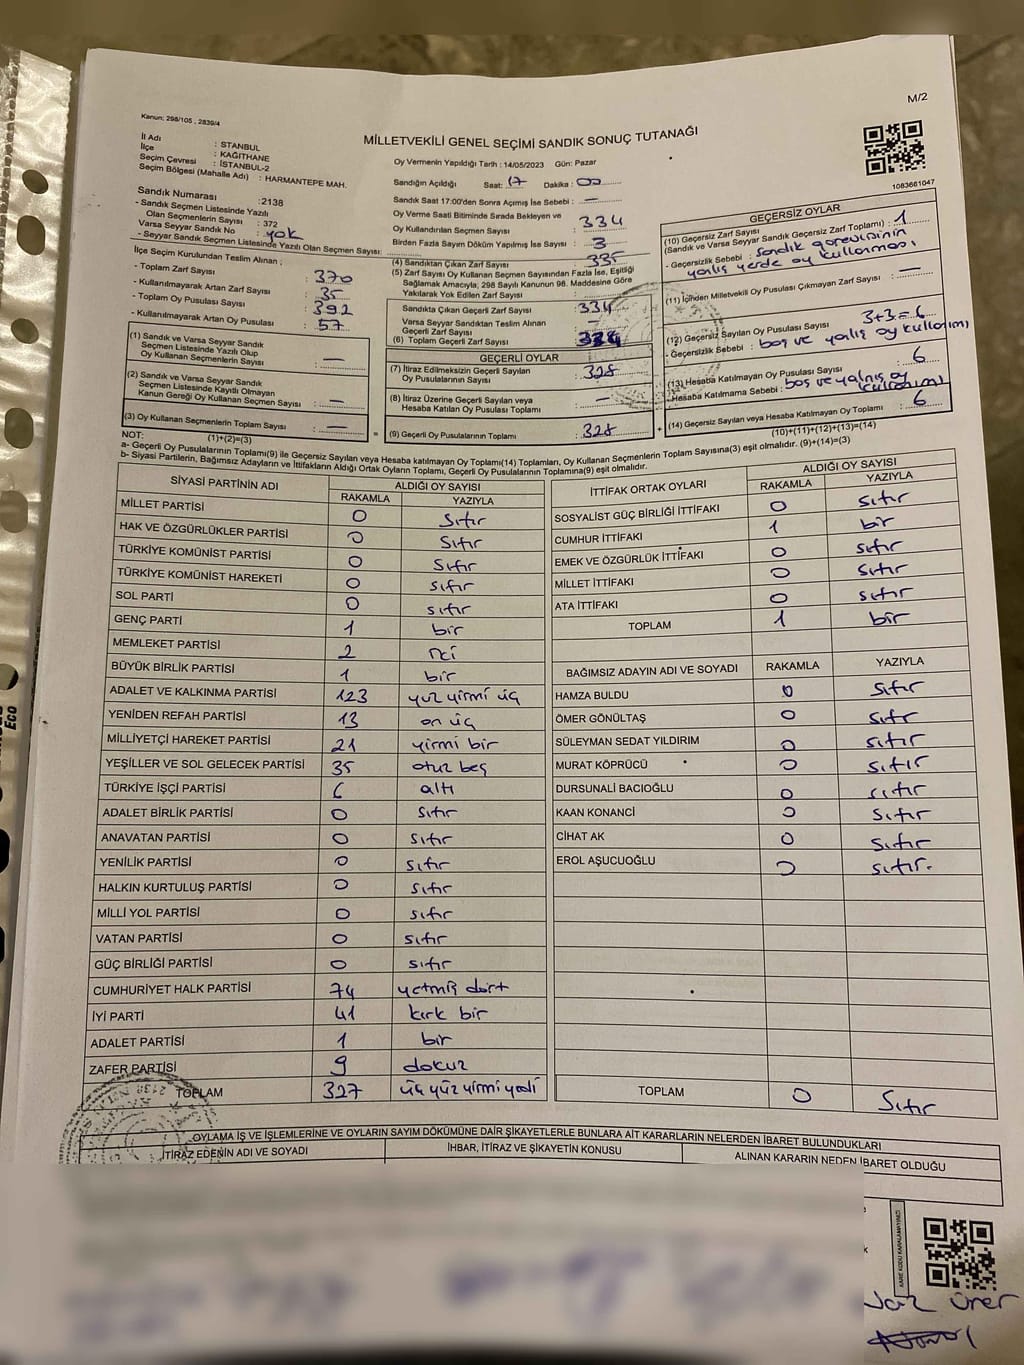 M/2
Kanun: 298/105 , 2839/4
MİLLETVEKİLİ GENEL SEÇİMİ SANDIK SONUÇ TUTANAĞI
İl Adı : İSTANBUL
İlçe : KAĞITHANE
Seçim Çevresi : İSTANBUL-2
Seçim Bölgesi (Mahalle Adı) : HARMANTEPE MAH.
Sandık Numarası :2138
- Sandık Seçmen Listesinde Yazılı
Olan Seçmenlerin Sayısı : 372
Varsa Seyyar Sandık No : yok
- Seyyar Sandık Seçmen Listesinde Yazılı Olan Seçmen Sayısı:
İlçe Seçim Kurulundan Teslim Alınan ;
- Toplam Zarf Sayısı : 370
- Kullanılmayarak Artan Zarf Sayısı : 35
- Toplam Oy Pusulası Sayısı : 392
- Kullanılmayarak Artan Oy Pusulası : 57
(1) Sandık ve Varsa Seyyar Sandık
Seçmen Listesinde Yazılı Olup
Oy Kullanan Seçmenlerin Sayısı : —
(2) Sandık ve Varsa Seyyar Sandık
Seçmen Listesinde Kayıtlı Olmayan
Kanun Gereği Oy Kullanan Seçmen Sayısı : —
(3) Oy Kullanan Seçmenlerin Toplam Sayısı : —
(1)+(2)=(3)
Oy Vermenin Yapıldığı Tarih : 14/05/2023 Gün: Pazar
Sandığın Açıldığı Saat: 17 Dakika : 00
Sandık Saat 17:00'den Sonra Açımış İse Sebebi : —
Oy Verme Saati Bitiminde Sırada Bekleyen ve
Oy Kullandırılan Seçmen Sayısı : 334
Birden Fazla Sayım Döküm Yapılmış İse Sayısı : 3
(4) Sandıktan Çıkan Zarf Sayısı : 335
(5) Zarf Sayısı Oy Kullanan Seçmen Sayısından Fazla İse, Eşitliği
Sağlamak Amacıyla, 298 Sayılı Kanunun 98. Maddesine Göre
Yakılarak Yok Edilen Zarf Sayısı :
Sandıkta Çıkan Geçerli Zarf Sayısı : 334
Varsa Seyyar Sandıktan Teslim Alınan
Geçerli Zarf Sayısı : —
(6) Toplam Geçerli Zarf Sayısı : 334
GEÇERLİ OYLAR
(7) İtiraz Edilmeksizin Geçerli Sayılan
Oy Pusulalarının Sayısı : 328
(8) İtiraz Üzerine Geçerli Sayılan veya
Hesaba Katılan Oy Pusulası Sayısı : —
= (9) Geçerli Oy Pusulalarının Toplamı : 328 +
1083661047
GEÇERSİZ OYLAR
(10) Geçersiz Zarf Sayısı
(Sandık ve Varsa Seyyar Sandık Geçersiz Zarf Toplamı) : 1
- Geçersizlik Sebebi : sandık görevlisinin
yanlış yerde oy kullanması
(11) İçinden Milletvekili Oy Pusulası Çıkmayan Zarf Sayısı : —
(12) Geçersiz Sayılan Oy Pusulası Sayısı : 3+3=6
- Geçersizlik Sebebi : boş ve yanlış oy kullanımı
(13) Hesaba Katılmayan Oy Pusulası Sayısı : 6
- Hesaba Katılmama Sebebi : boş ve yalnış oy
kullanımı
(14) Geçersiz Sayılan veya Hesaba Katılmayan Oy Toplamı : 6
(10)+(11)+(12)+(13)=(14)
NOT:
a- Geçerli Oy Pusulalarının Toplamı(9) ile Geçersiz Sayılan veya Hesaba Katılmayan Oy Toplamı(14) Toplamları, Oy Kullanan Seçmenlerin Toplam Sayısına(3) eşit olmalıdır. (9)+(14)=(3)
b- Siyasi Partilerin, Bağımsız Adayların ve İttifakların Aldığı Ortak Oyların Toplamı, Geçerli Oy Pusulalarının Toplamına(9) eşit olmalıdır.
SİYASİ PARTİNİN ADI ALDIĞI OY SAYISI
RAKAMLA YAZIYLA
MİLLET PARTİSİ 0 sıfır
HAK VE ÖZGÜRLÜKLER PARTİSİ 0 sıfır
TÜRKİYE KOMÜNİST PARTİSİ 0 sıfır
TÜRKİYE KOMÜNİST HAREKETİ 0 sıfır
SOL PARTİ 0 sıfır
GENÇ PARTİ 1 bir
MEMLEKET PARTİSİ 2 iki
BÜYÜK BİRLİK PARTİSİ 1 bir
ADALET VE KALKINMA PARTİSİ 123 yüz yirmi üç
YENİDEN REFAH PARTİSİ 13 on üç
MİLLİYETÇİ HAREKET PARTİSİ 21 yirmi bir
YEŞİLLER VE SOL GELECEK PARTİSİ 35 otuz beş
TÜRKİYE İŞÇİ PARTİSİ 6 altı
ADALET BİRLİK PARTİSİ 0 sıfır
ANAVATAN PARTİSİ 0 sıfır
YENİLİK PARTİSİ 0 sıfır
HALKIN KURTULUŞ PARTİSİ 0 sıfır
MİLLİ YOL PARTİSİ 0 sıfır
VATAN PARTİSİ 0 sıfır
GÜÇ BİRLİĞİ PARTİSİ 0 sıfır
CUMHURİYET HALK PARTİSİ 74 yetmiş dört
İYİ PARTİ 41 kırk bir
ADALET PARTİSİ 1 bir
ZAFER PARTİSİ 9 dokuz
TOPLAM 327 üç yüz yirmi yedi
İTTİFAK ORTAK OYLARI ALDIĞI OY SAYISI
RAKAMLA YAZIYLA
SOSYALİST GÜÇ BİRLİĞİ İTTİFAKI 0 sıfır
CUMHUR İTTİFAKI 1 bir
EMEK VE ÖZGÜRLÜK İTTİFAKI 0 sıfır
MİLLET İTTİFAKI 0 sıfır
ATA İTTİFAKI 0 sıfır
TOPLAM 1 bir
BAĞIMSIZ ADAYIN ADI VE SOYADI RAKAMLA YAZIYLA
HAMZA BULDU 0 sıfır
ÖMER GÖNÜLTAŞ 0 sıfır
SÜLEYMAN SEDAT YILDIRIM 0 sıfır
MURAT KÖPRÜCÜ 0 sıfır
DURSUNALİ BACIOĞLU 0 sıfır
KAAN KONANCİ 0 sıfır
CİHAT AK 0 sıfır
EROL AŞUCUOĞLU 0 sıfır.
TOPLAM 0 Sıfır
OYLAMA İŞ VE İŞLEMLERİNE VE OYLARIN SAYIM DÖKÜMÜNE DAİR ŞİKAYETLERLE BUNLARA AİT KARARLARIN NELERDEN İBARET BULUNDUKLARI
İTİRAZ EDENİN ADI VE SOYADI İHBAR, İTİRAZ VE ŞİKAYETİN KONUSU ALINAN KARARIN NEDEN İBARET OLDUĞU
KARE KODU KARALAMAYINIZ!